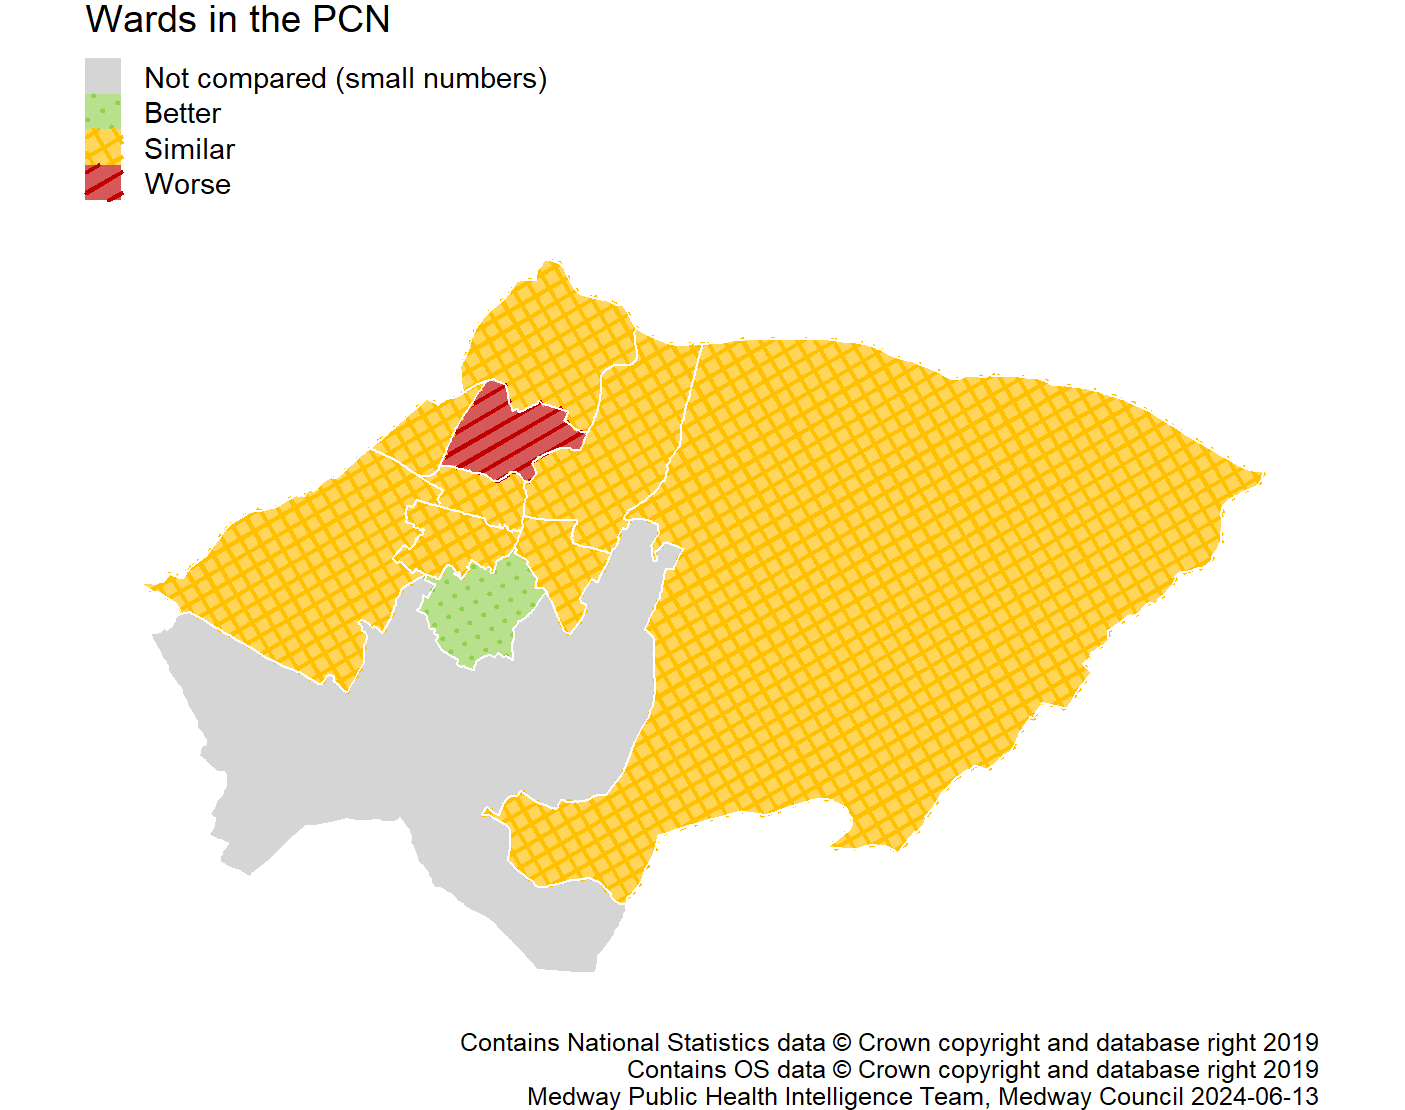 Wards in the PCN
Not compared (small numbers)
Better
Similar
Worse
Contains National Statistics data © Crown copyright and database right 2019
Contains OS data © Crown copyright and database right 2019
Medway Public Health Intelligence Team, Medway Council 2024-06-13